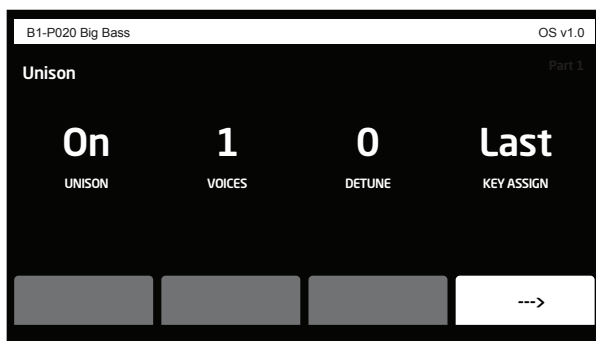 B1-P020 Big Bass OS v1.0
Unison Part 1
On 1 0 Last
UNISON VOICES DETUNE KEY ASSIGN
--->